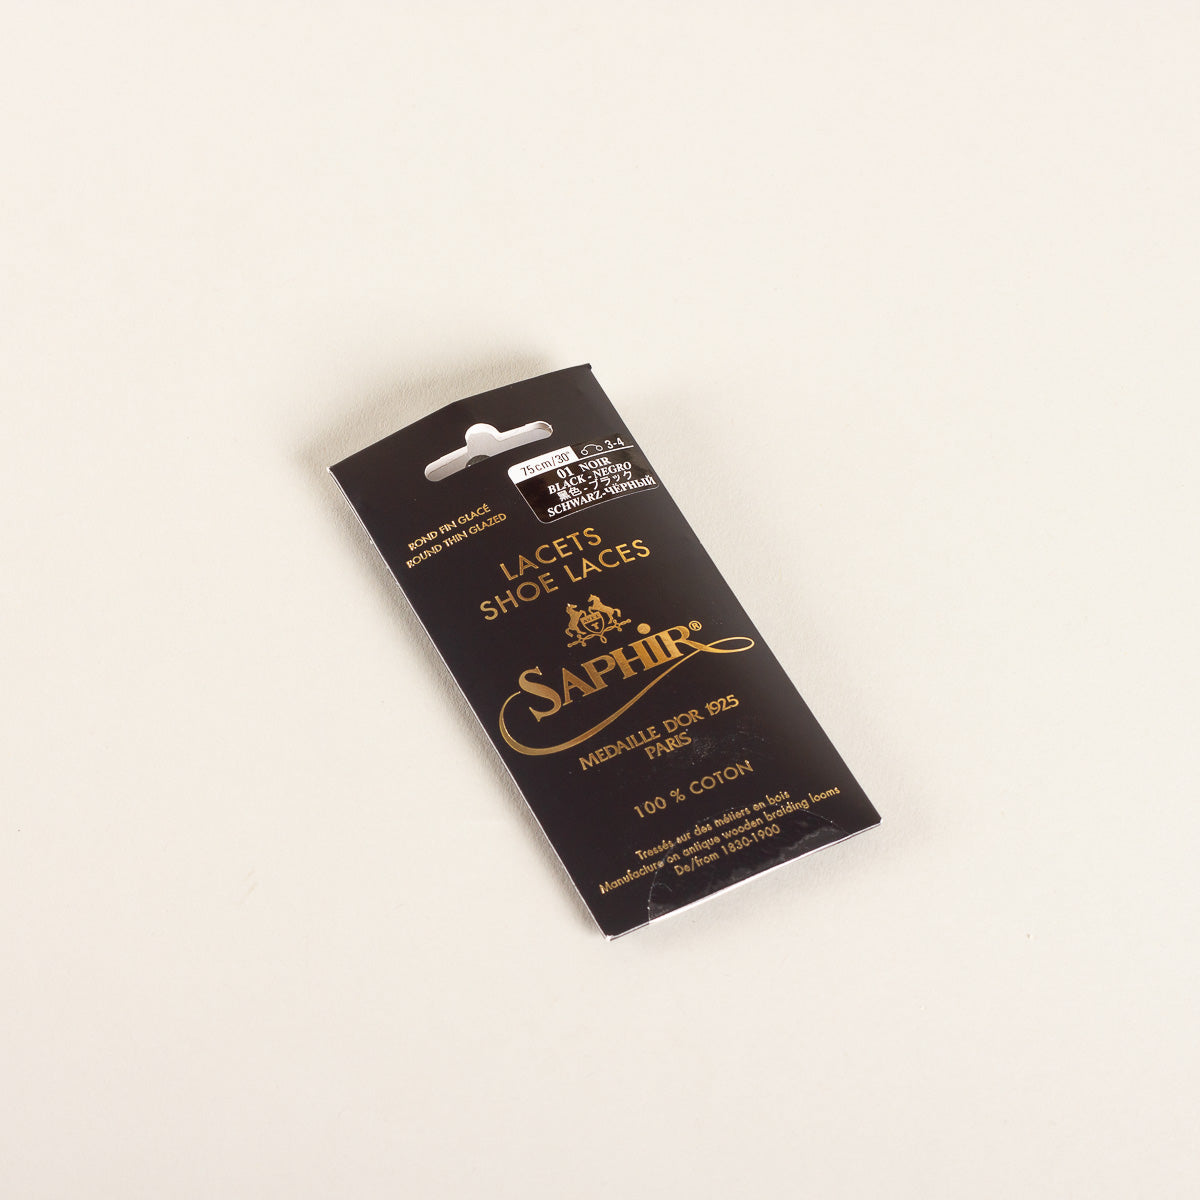 75cm/30" 3-4
01 NOIR
BLACK - NEGRO
黒色 - ブラック
SCHWARZ-ЧЁРНЫЙ
ROND FIN GLACÉ
ROUND THIN GLAZED
LACETS
SHOE LACES
SAPHIR®
MEDAILLE D'OR 1925
PARIS
100 % COTON
Tressés sur des métiers en bois
Manufacture on antique wooden braiding looms
De/from 1830-1900